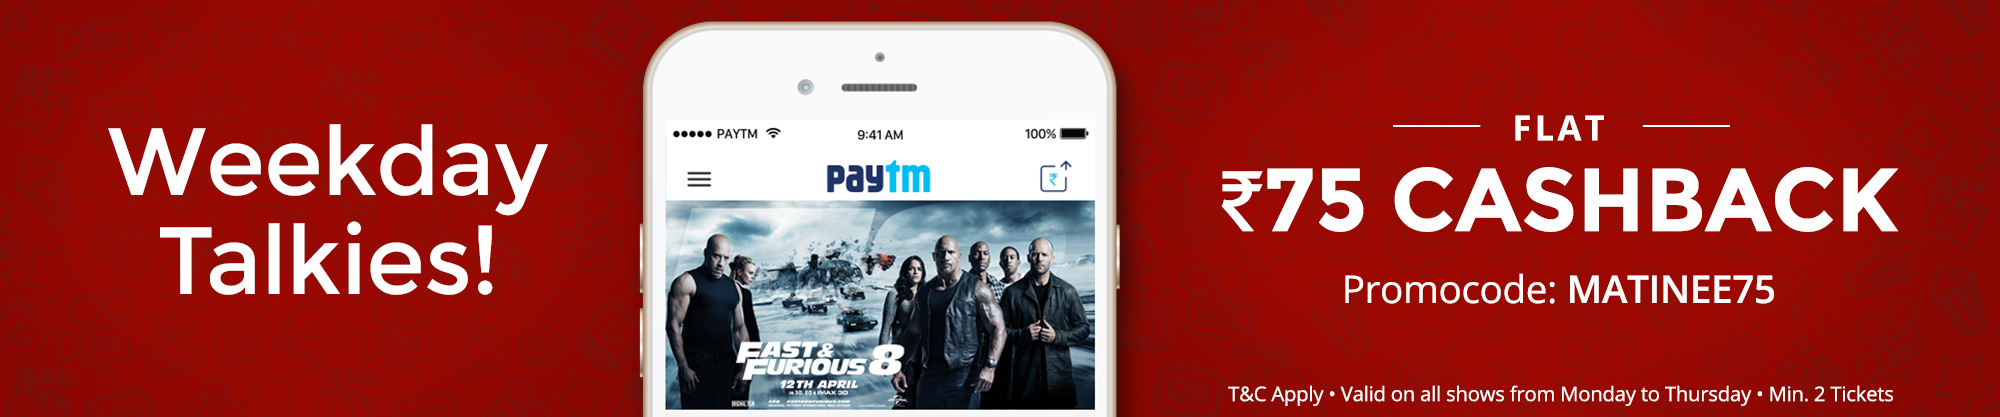 Weekday
Talkies!
PAYTM
9:41 AM
100%
paytm
₹
FAST &
FURIOUS 8
12TH APRIL
FLAT
₹75 CASHBACK
Promocode: MATINEE75
T&C Apply • Valid on all shows from Monday to Thursday • Min. 2 Tickets